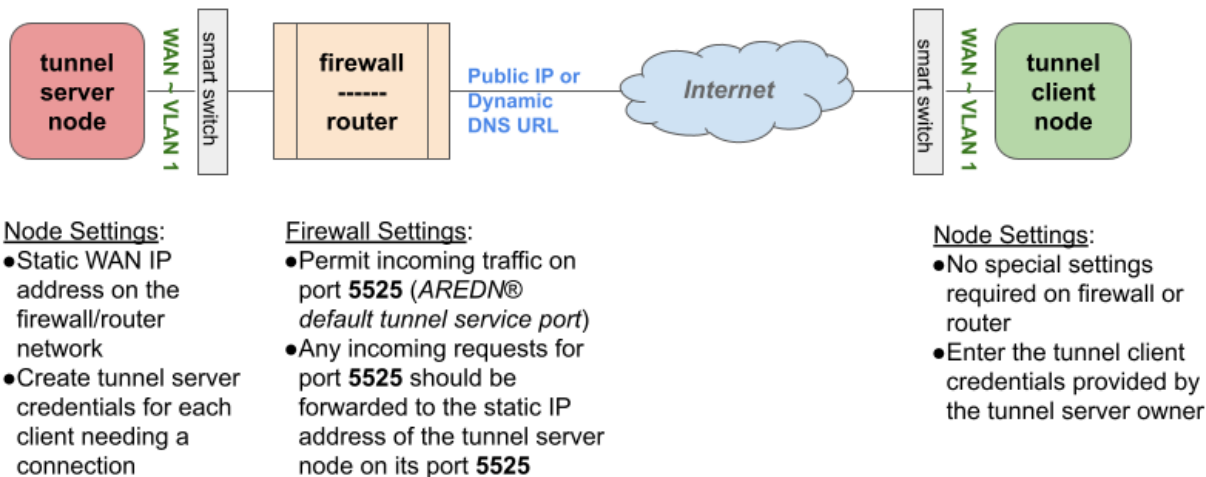 tunnel
server
node
WAN ~ VLAN 1
smart switch
firewall
------
router
Public IP or
Dynamic
DNS URL
Internet
smart switch
WAN ~ VLAN 1
tunnel
client
node
Node Settings:
●Static WAN IP
address on the
firewall/router
network
●Create tunnel server
credentials for each
client needing a
connection
Firewall Settings:
●Permit incoming traffic on
port 5525 (AREDN®
default tunnel service port)
●Any incoming requests for
port 5525 should be
forwarded to the static IP
address of the tunnel server
node on its port 5525
Node Settings:
●No special settings
required on firewall or
router
●Enter the tunnel client
credentials provided by
the tunnel server owner